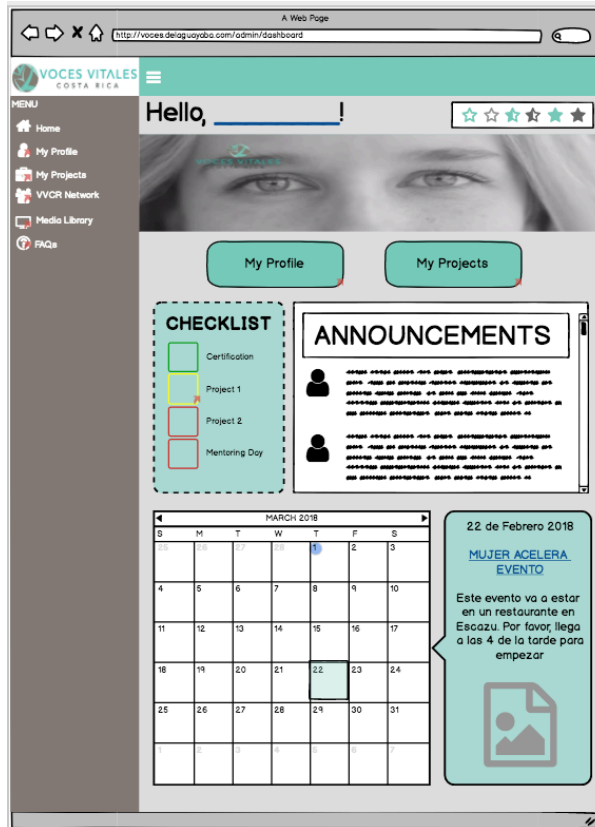 A Web Page
http://voces.delaguayaba.com/admin/dashboard
VOCES VITALES
COSTA RICA
MENU
Home
My Profile
My Projects
VVCR Network
Media Library
FAQs
Hello, !
VOCES VITALES
My Profile
My Projects
CHECKLIST
Certification
Project 1
Project 2
Mentoring Day
ANNOUNCEMENTS
MARCH 2018
S M T W T F S
25 26 27 28 1 2 3
4 5 6 7 8 9 10
11 12 13 14 15 16 17
18 19 20 21 22 23 24
25 26 27 28 29 30 31
1 2 3 4 5 6 7
22 de Febrero 2018
MUJER ACELERA
EVENTO
Este evento va a estar
en un restaurante en
Escazu. Por favor, llega
a las 4 de la tarde para
empezar